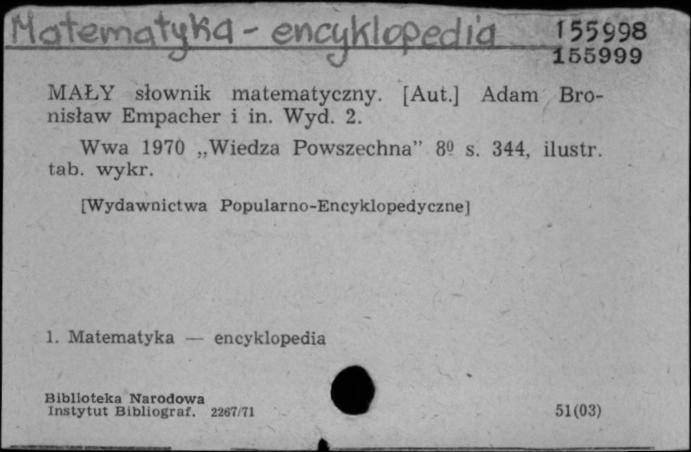 Matematyka - encyklopedia
155998
155999
MAŁY słownik matematyczny. [Aut.] Adam Bro-
nisław Empacher i in. Wyd. 2.
Wwa 1970 „Wiedza Powszechna” 8º s. 344, ilustr.
tab. wykr.
[Wydawnictwa Popularno-Encyklopedyczne]
1. Matematyka — encyklopedia
Biblioteka Narodowa
Instytut Bibliograf. 2267/71
51(03)